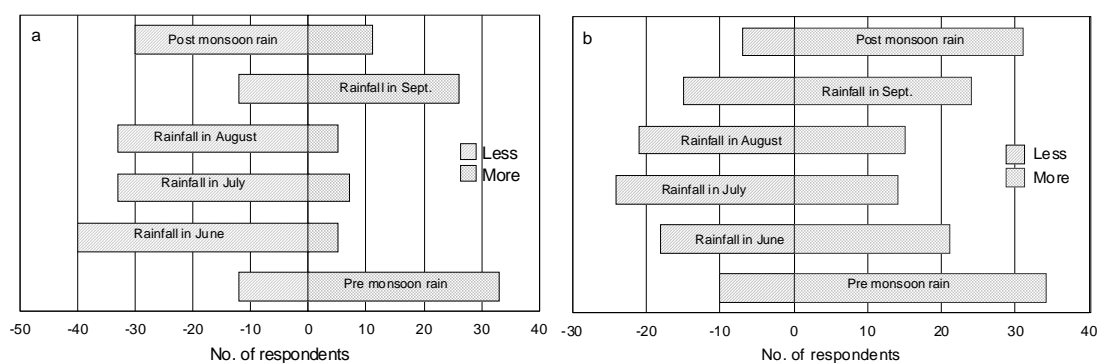 a
Post monsoon rain
Rainfall in Sept.
Rainfall in August
Rainfall in July
Rainfall in June
Pre monsoon rain
Less
More
-50 -40 -30 -20 -10 0 10 20 30 40
No. of respondents
b
Post monsoon rain
Rainfall in Sept.
Rainfall in August
Rainfall in July
Rainfall in June
Pre monsoon rain
Less
More
-30 -20 -10 0 10 20 30 40
No. of respondents